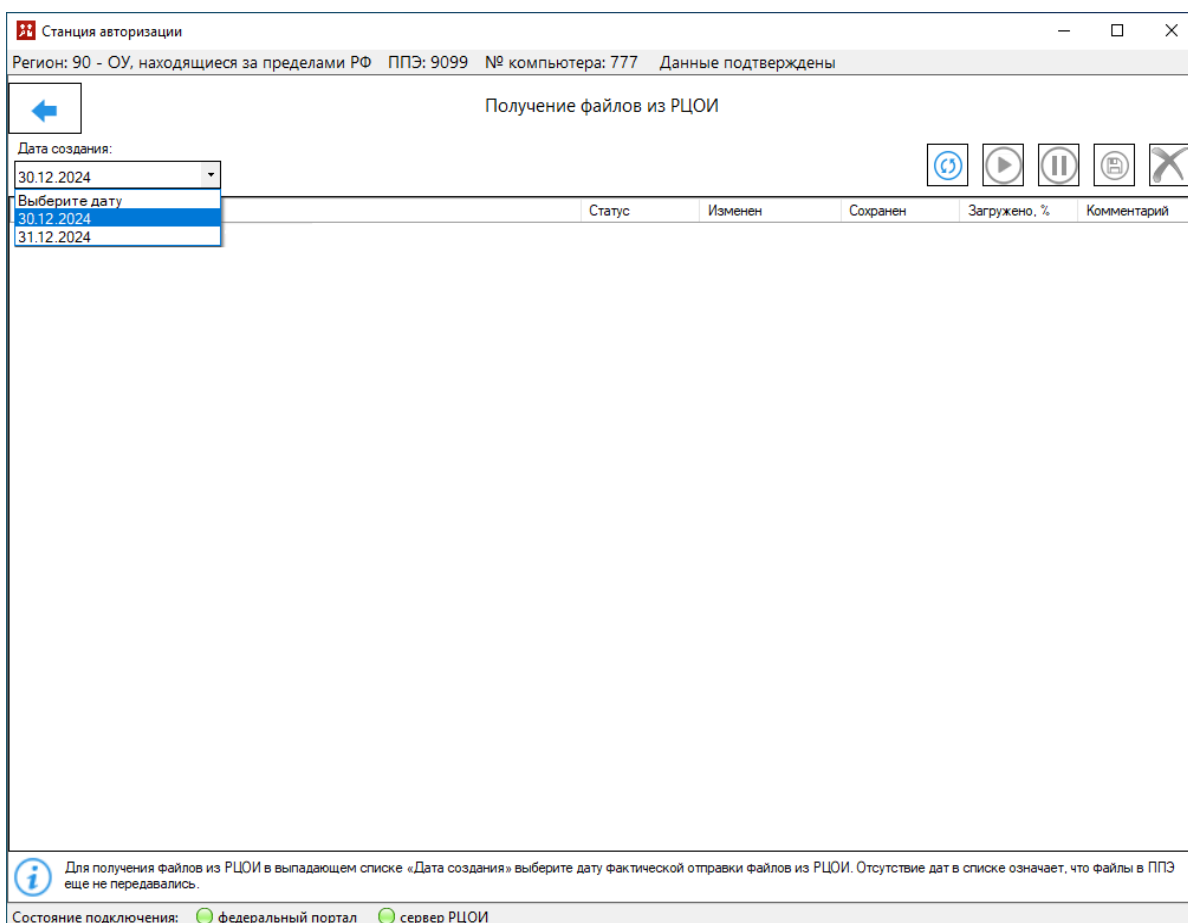 Станция авторизации
Регион: 90 - ОУ, находящиеся за пределами РФ ППЭ: 9099 № компьютера: 777 Данные подтверждены
Получение файлов из РЦОИ
Дата создания:
30.12.2024
Выберите дату
30.12.2024
31.12.2024
Статус Изменен Сохранен Загружено, % Комментарий
Для получения файлов из РЦОИ в выпадающем списке «Дата создания» выберите дату фактической отправки файлов из РЦОИ. Отсутствие дат в списке означает, что файлы в ППЭ
еще не передавались.
Состояние подключения: федеральный портал сервер РЦОИ